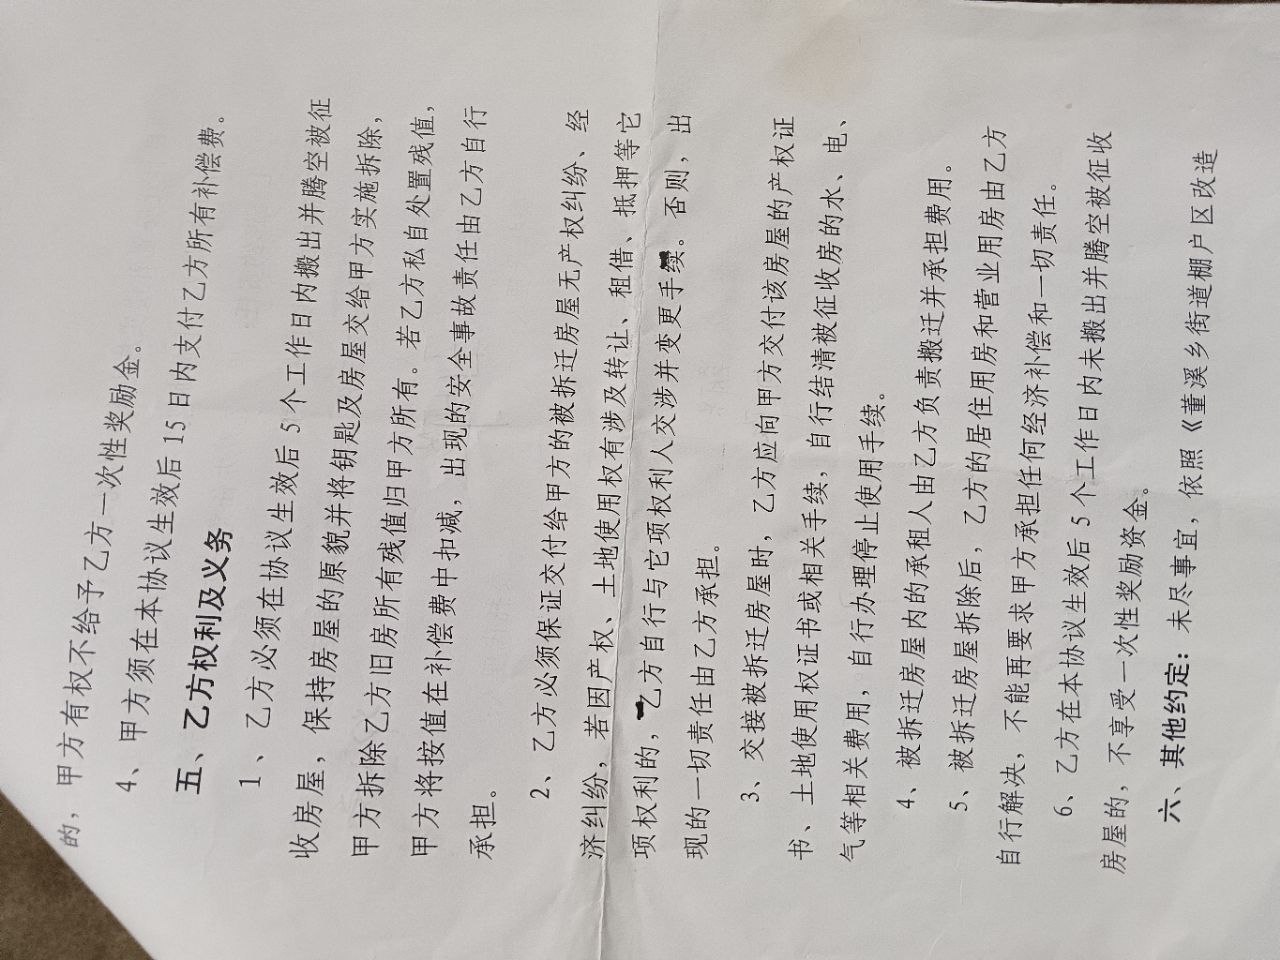 的，甲方有权不给予乙方一次性奖励金。
4、甲方须在本协议生效后15日内支付乙方所有补偿费。
五、乙方权利及义务
1、乙方必须在协议生效后5个工作日内搬出并腾空被征
收房屋，保持房屋的原貌并将钥匙及房屋交给甲方实施拆除，
甲方拆除乙方旧房所有残值归甲方所有。若乙方私自处置残值，
甲方将按值在补偿费中扣减，出现的安全事故责任由乙方自行
承担。
2、乙方必须保证交付给甲方的被拆迁房屋无产权纠纷、经
济纠纷，若因产权、土地使用权有涉及转让、租借、抵押等它
项权利的，乙方自行与它项权利人交涉并变更手续。否则，出
现的一切责任由乙方承担。
3、交接被拆迁房屋时，乙方应向甲方交付该房屋的产权证
书、土地使用权证书或相关手续，自行结清被征收房的水、电、
气等相关费用，自行办理停止使用手续。
4、被拆迁房屋内的承租人由乙方负责搬迁并承担费用。
5、被拆迁房屋拆除后，乙方的居住用房和营业用房由乙方
自行解决，不能再要求甲方承担任何经济补偿和一切责任。
6、乙方在本协议生效后5个工作日内未搬出并腾空被征收
房屋的，不享受一次性奖励资金。
六、其他约定：未尽事宜，依照《董溪乡街道棚户区改造